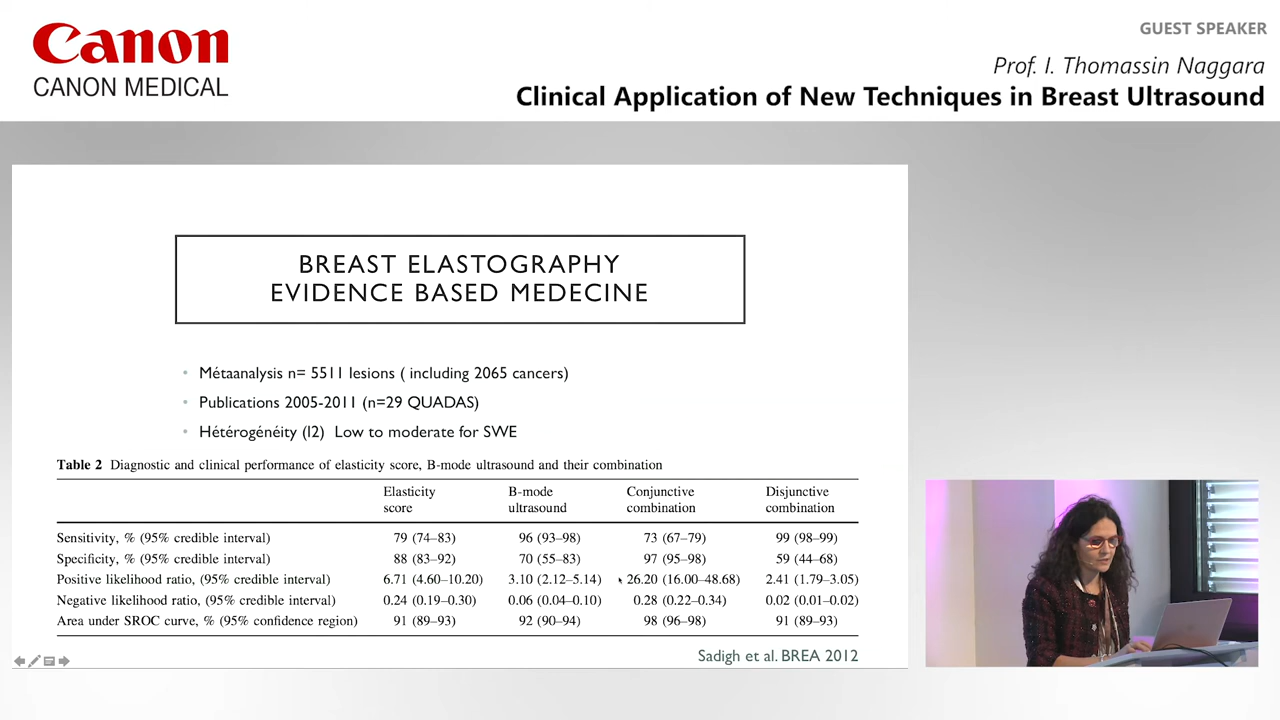 Canon
CANON MEDICAL
GUEST SPEAKER
Prof. I. Thomassin Naggara
Clinical Application of New Techniques in Breast Ultrasound
BREAST ELASTOGRAPHY
EVIDENCE BASED MEDECINE
• Métaanalysis n= 5511 lesions ( including 2065 cancers)
• Publications 2005-2011 (n=29 QUADAS)
• Hétérogénéity (I2) Low to moderate for SWE
Table 2 Diagnostic and clinical performance of elasticity score, B-mode ultrasound and their combination
Elasticity score B-mode ultrasound Conjunctive combination Disjunctive combination
Sensitivity, % (95% credible interval) 79 (74–83) 96 (93–98) 73 (67–79) 99 (98–99)
Specificity, % (95% credible interval) 88 (83–92) 70 (55–83) 97 (95–98) 59 (44–68)
Positive likelihood ratio, (95% credible interval) 6.71 (4.60–10.20) 3.10 (2.12–5.14) 26.20 (16.00–48.68) 2.41 (1.79–3.05)
Negative likelihood ratio, (95% credible interval) 0.24 (0.19–0.30) 0.06 (0.04–0.10) 0.28 (0.22–0.34) 0.02 (0.01–0.02)
Area under SROC curve, % (95% confidence region) 91 (89–93) 92 (90–94) 98 (96–98) 91 (89–93)
Sadigh et al. BREA 2012